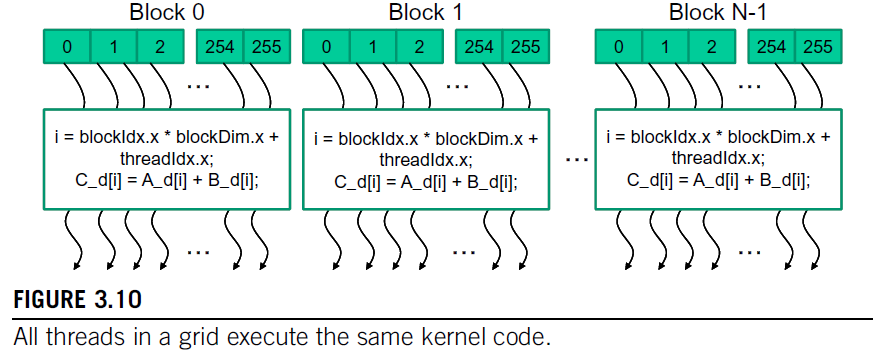 Block 0 Block 1 Block N-1
0 1 2 254 255 0 1 2 254 255 0 1 2 254 255
... ... ...
i = blockIdx.x * blockDim.x +
threadIdx.x;
C_d[i] = A_d[i] + B_d[i];
i = blockIdx.x * blockDim.x +
threadIdx.x;
C_d[i] = A_d[i] + B_d[i];
...
i = blockIdx.x * blockDim.x +
threadIdx.x;
C_d[i] = A_d[i] + B_d[i];
... ... ...
FIGURE 3.10
All threads in a grid execute the same kernel code.